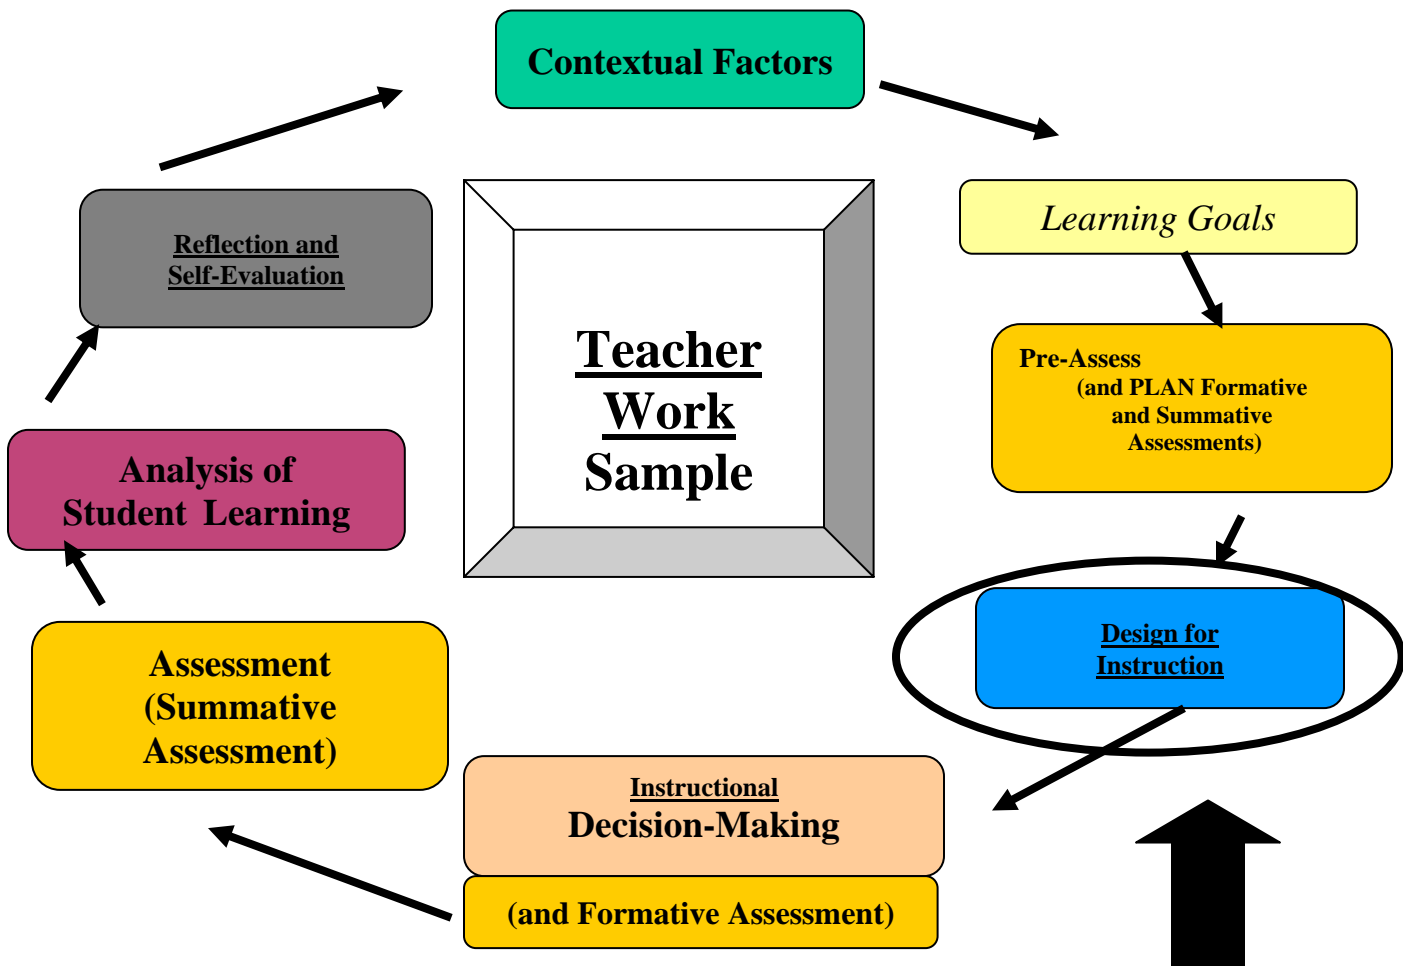 Contextual Factors
Learning Goals
Pre-Assess
(and PLAN Formative
and Summative
Assessments)
Design for
Instruction
Instructional
Decision-Making
(and Formative Assessment)
Assessment
(Summative
Assessment)
Analysis of
Student Learning
Reflection and
Self-Evaluation
Teacher
Work
Sample